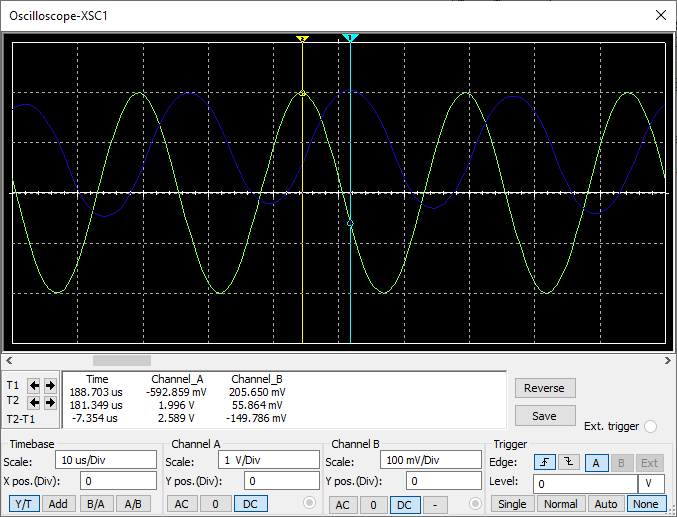 Oscilloscope-XSC1
2 1
T1
T2
T2-T1
Time Channel_A Channel_B
188.703 us -592.859 mV 205.650 mV
181.349 us 1.996 V 55.864 mV
-7.354 us 2.589 V -149.786 mV
Reverse
Save
Ext. trigger
Timebase
Scale: 10 us/Div
X pos.(Div): 0
Y/T Add B/A A/B
Channel A
Scale: 1 V/Div
Y pos.(Div): 0
AC 0 DC
Channel B
Scale: 100 mV/Div
Y pos.(Div): 0
AC 0 DC -
Trigger
Edge: A B Ext
Level: 0 V
Single Normal Auto None